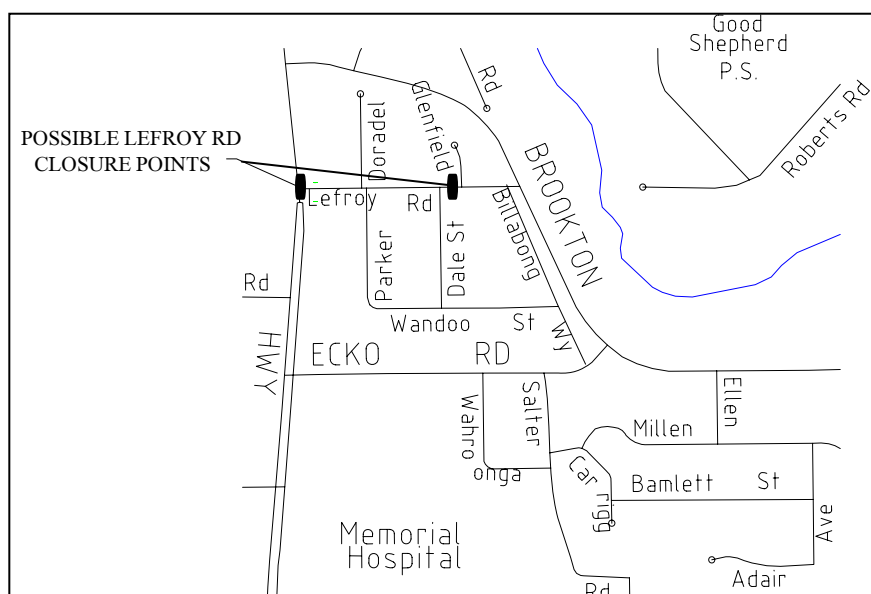 Good
Shepherd
P.S.
Rd
Glenfield
Doradel
Roberts Rd
POSSIBLE LEFROY RD
CLOSURE POINTS
BROOKTON
Lefroy Rd
Billabong Wy
Parker
Dale St
Rd
Wandoo St
HWY
ECKO RD
Ellen
Salter
Wahro
onga
Millen
Car rigg
Bamlett St
Ave
Memorial
Hospital
Adair
Rd